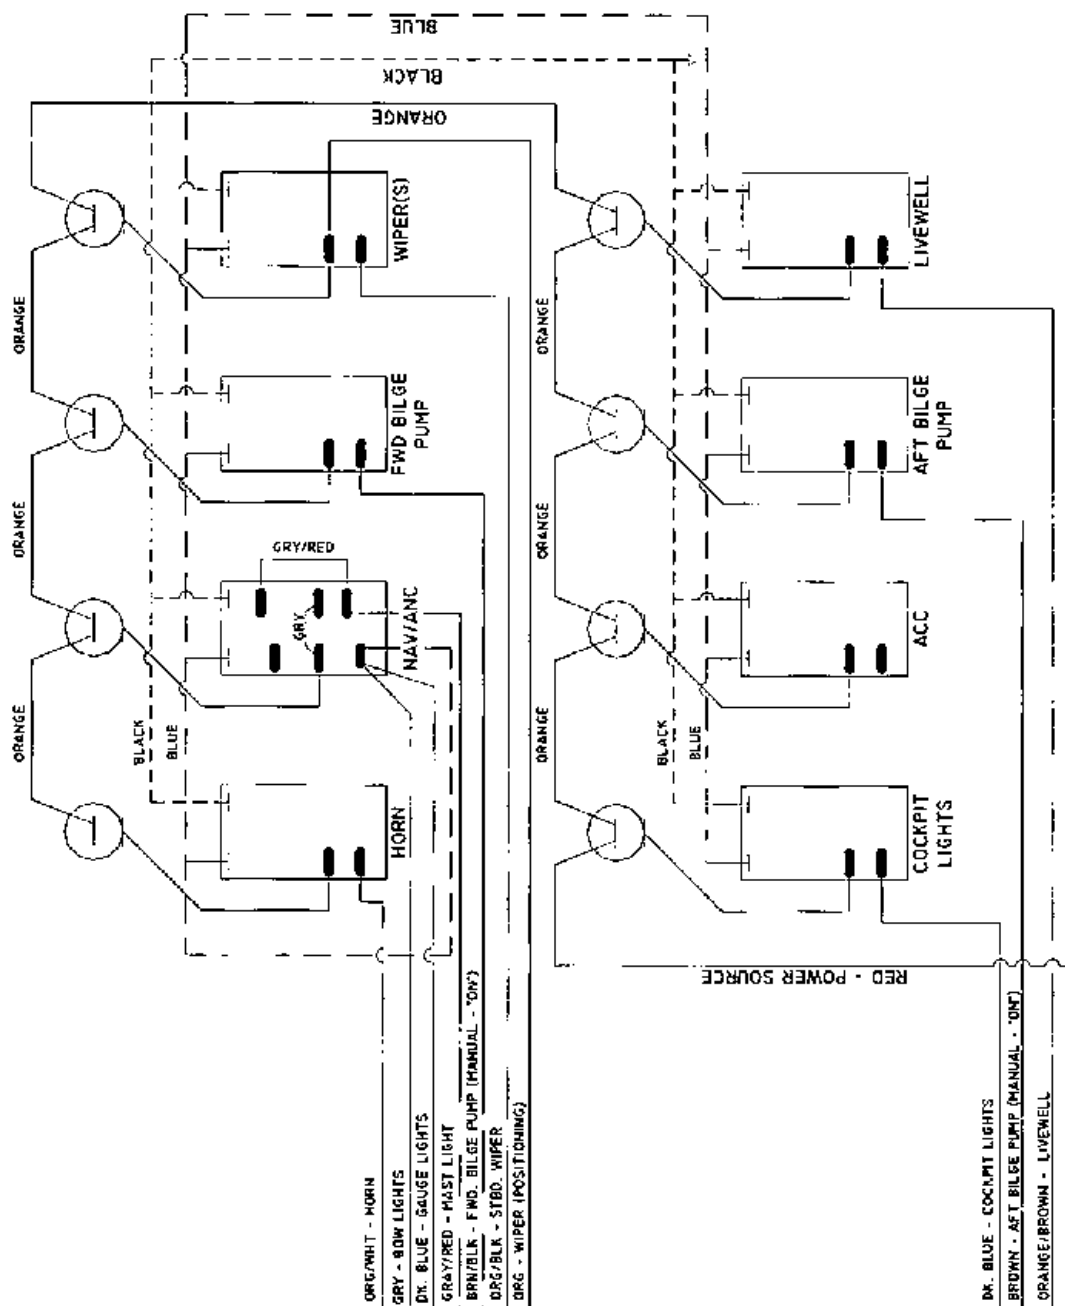 BLUE
BLACK
ORANGE
WIPER(S)
LIVEWELL
ORANGE
ORANGE
FWD BILGE
PUMP
AFT BILGE
PUMP
ORANGE
ORANGE
GRY/RED
GRY
NAV/ANC
ACC
ORANGE
BLACK
BLUE
ORANGE
BLACK
BLUE
HORN
COCKPIT
LIGHTS
RED - POWER SOURCE
ORG/WHT - HORN
GRY - BOW LIGHTS
DK. BLUE - GAUGE LIGHTS
GRAY/RED - MAST LIGHT
BRN/BLK - FWD. BILGE PUMP (MANUAL - "ON")
ORG/BLK - STBD. WIPER
ORG - WIPER (POSITIONING)
DK. BLUE - COCKPIT LIGHTS
BROWN - AFT BILGE PUMP (MANUAL - "ON")
ORANGE/BROWN - LIVEWELL